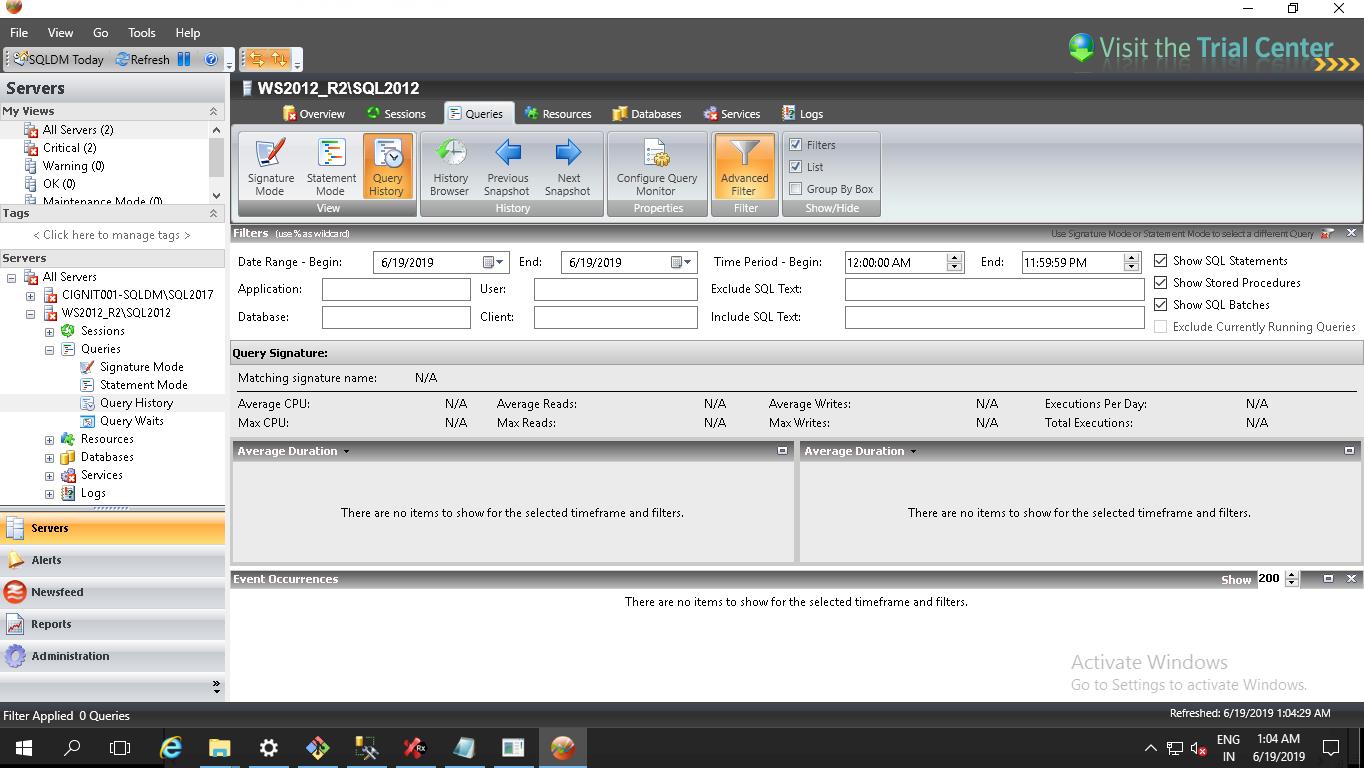 File View Go Tools Help
SQLDM Today Refresh
Visit the Trial Center
Servers
My Views
All Servers (2)
Critical (2)
Warning (0)
OK (0)
Maintenance Mode (0)
Tags
< Click here to manage tags >
Servers
All Servers
CIGNIT001-SQLDM\SQL2017
WS2012_R2\SQL2012
Sessions
Queries
Signature Mode
Statement Mode
Query History
Query Waits
Resources
Databases
Services
Logs
Servers
Alerts
Newsfeed
Reports
Administration
WS2012_R2\SQL2012
Overview Sessions Queries Resources Databases Services Logs
Signature Mode
Statement Mode
Query History
View
History Browser
Previous Snapshot
Next Snapshot
History
Configure Query Monitor
Properties
Advanced Filter
Filter
Filters
List
Group By Box
Show/Hide
Filters (use % as wildcard) Use Signature Mode or Statement Mode to select a different Query
Date Range - Begin: 6/19/2019 End: 6/19/2019 Time Period - Begin: 12:00:00 AM End: 11:59:59 PM Show SQL Statements
Application: User: Exclude SQL Text: Show Stored Procedures
Database: Client: Include SQL Text: Show SQL Batches
Exclude Currently Running Queries
Query Signature:
Matching signature name: N/A
Average CPU: N/A Average Reads: N/A Average Writes: N/A Executions Per Day: N/A
Max CPU: N/A Max Reads: N/A Max Writes: N/A Total Executions: N/A
Average Duration Average Duration
There are no items to show for the selected timeframe and filters. There are no items to show for the selected timeframe and filters.
Event Occurrences Show 200
There are no items to show for the selected timeframe and filters.
Activate Windows
Go to Settings to activate Windows.
Filter Applied 0 Queries Refreshed: 6/19/2019 1:04:29 AM
Rx
ENG IN
1:04 AM
6/19/2019